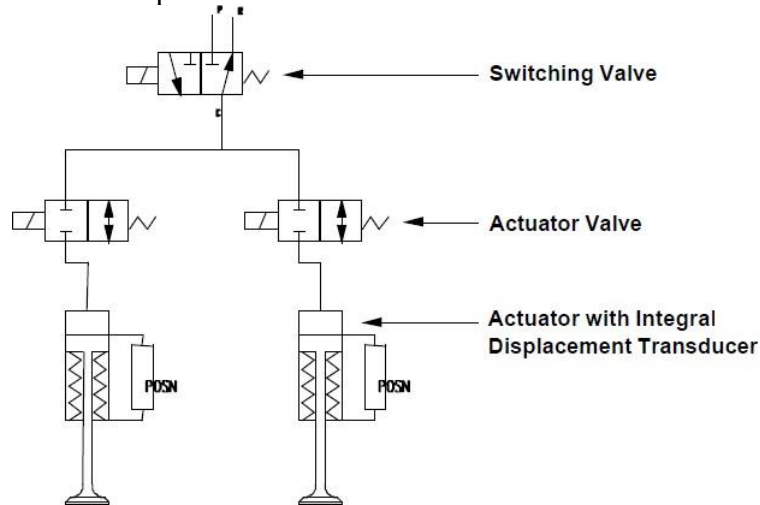 P R
Switching Valve
C
Actuator Valve
Actuator with Integral
Displacement Transducer
POSN POSN